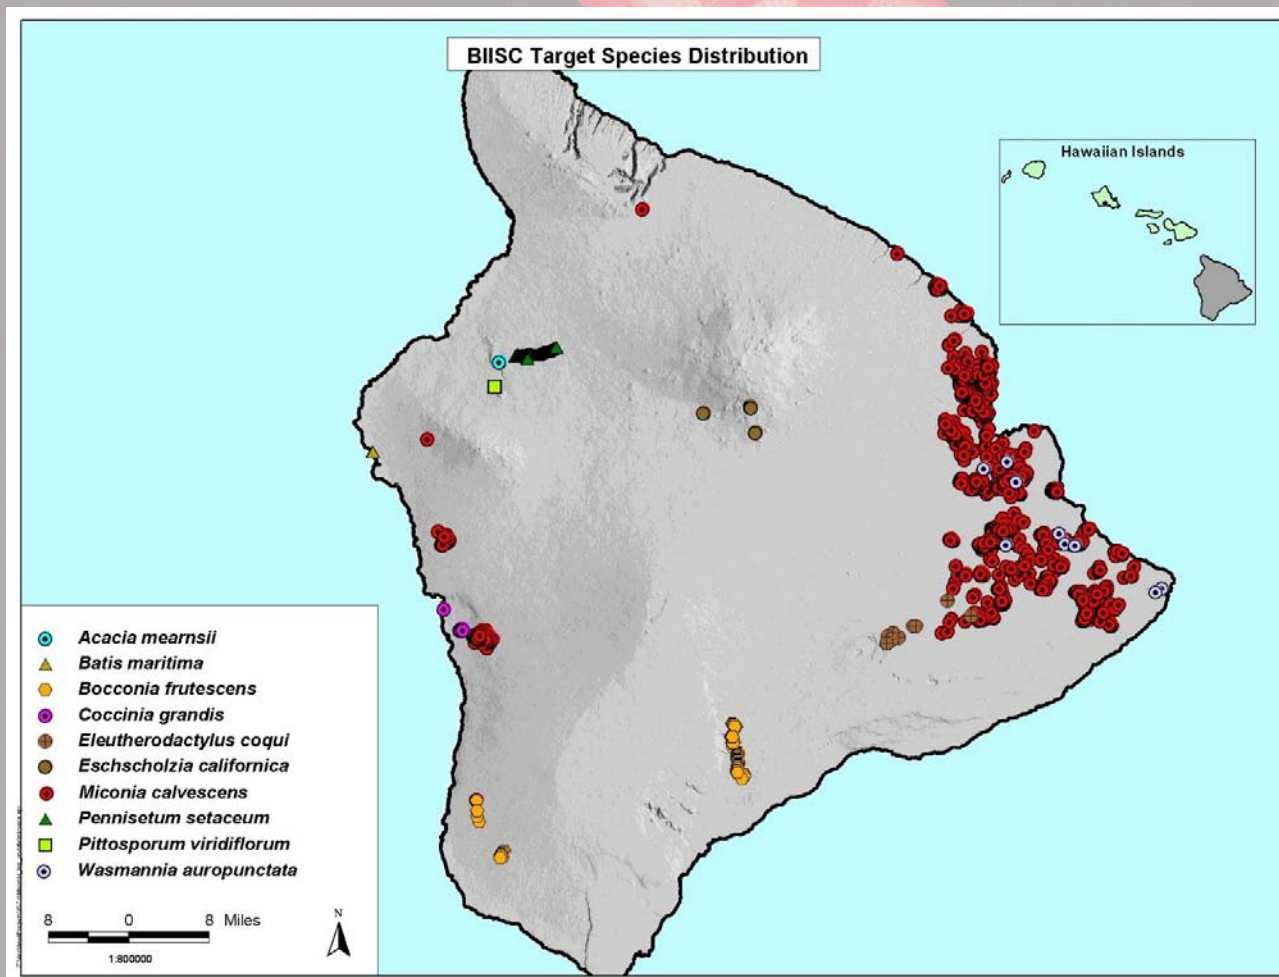 BIISC Target Species Distribution
Hawaiian Islands
Acacia mearnsii
Batis maritima
Bocconia frutescens
Coccinia grandis
Eleutherodactylus coqui
Eschscholzia californica
Miconia calvescens
Pennisetum setaceum
Pittosporum viridiflorum
Wasmannia auropunctata
8 0 8 Miles
1:800000
N